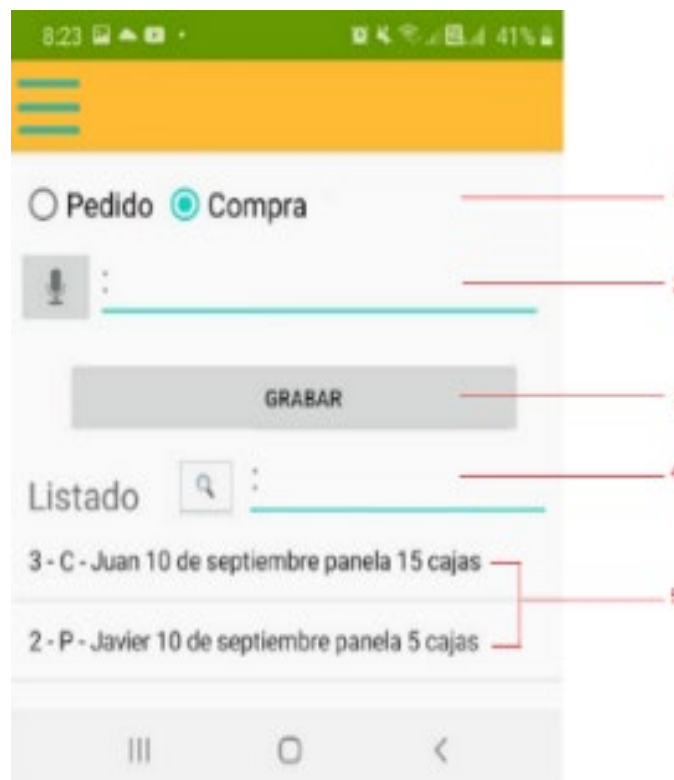 8:23 41%
Pedido Compra
:
GRABAR
Listado :
4
3 - C - Juan 10 de septiembre panela 15 cajas
2 - P - Javier 10 de septiembre panela 5 cajas